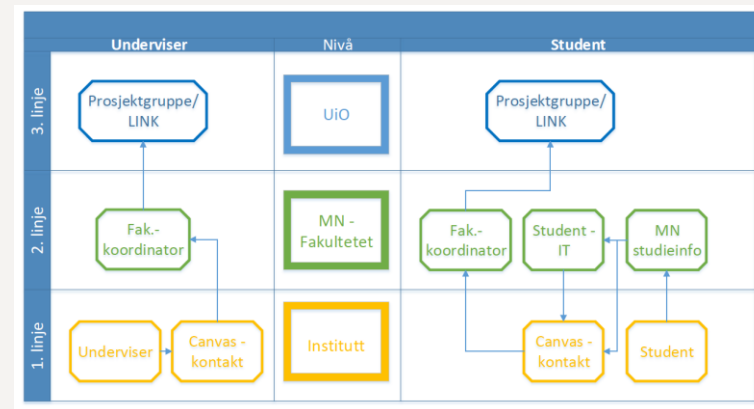 Underviser
Nivå
Student
3. linje
Prosjektgruppe/
LINK
UiO
Prosjektgruppe/
LINK
2. linje
Fak.-
koordinator
MN -
Fakultetet
Fak.-
koordinator
Student -
IT
MN
studieinfo
1. linje
Underviser
Canvas -
kontakt
Institutt
Canvas -
kontakt
Student